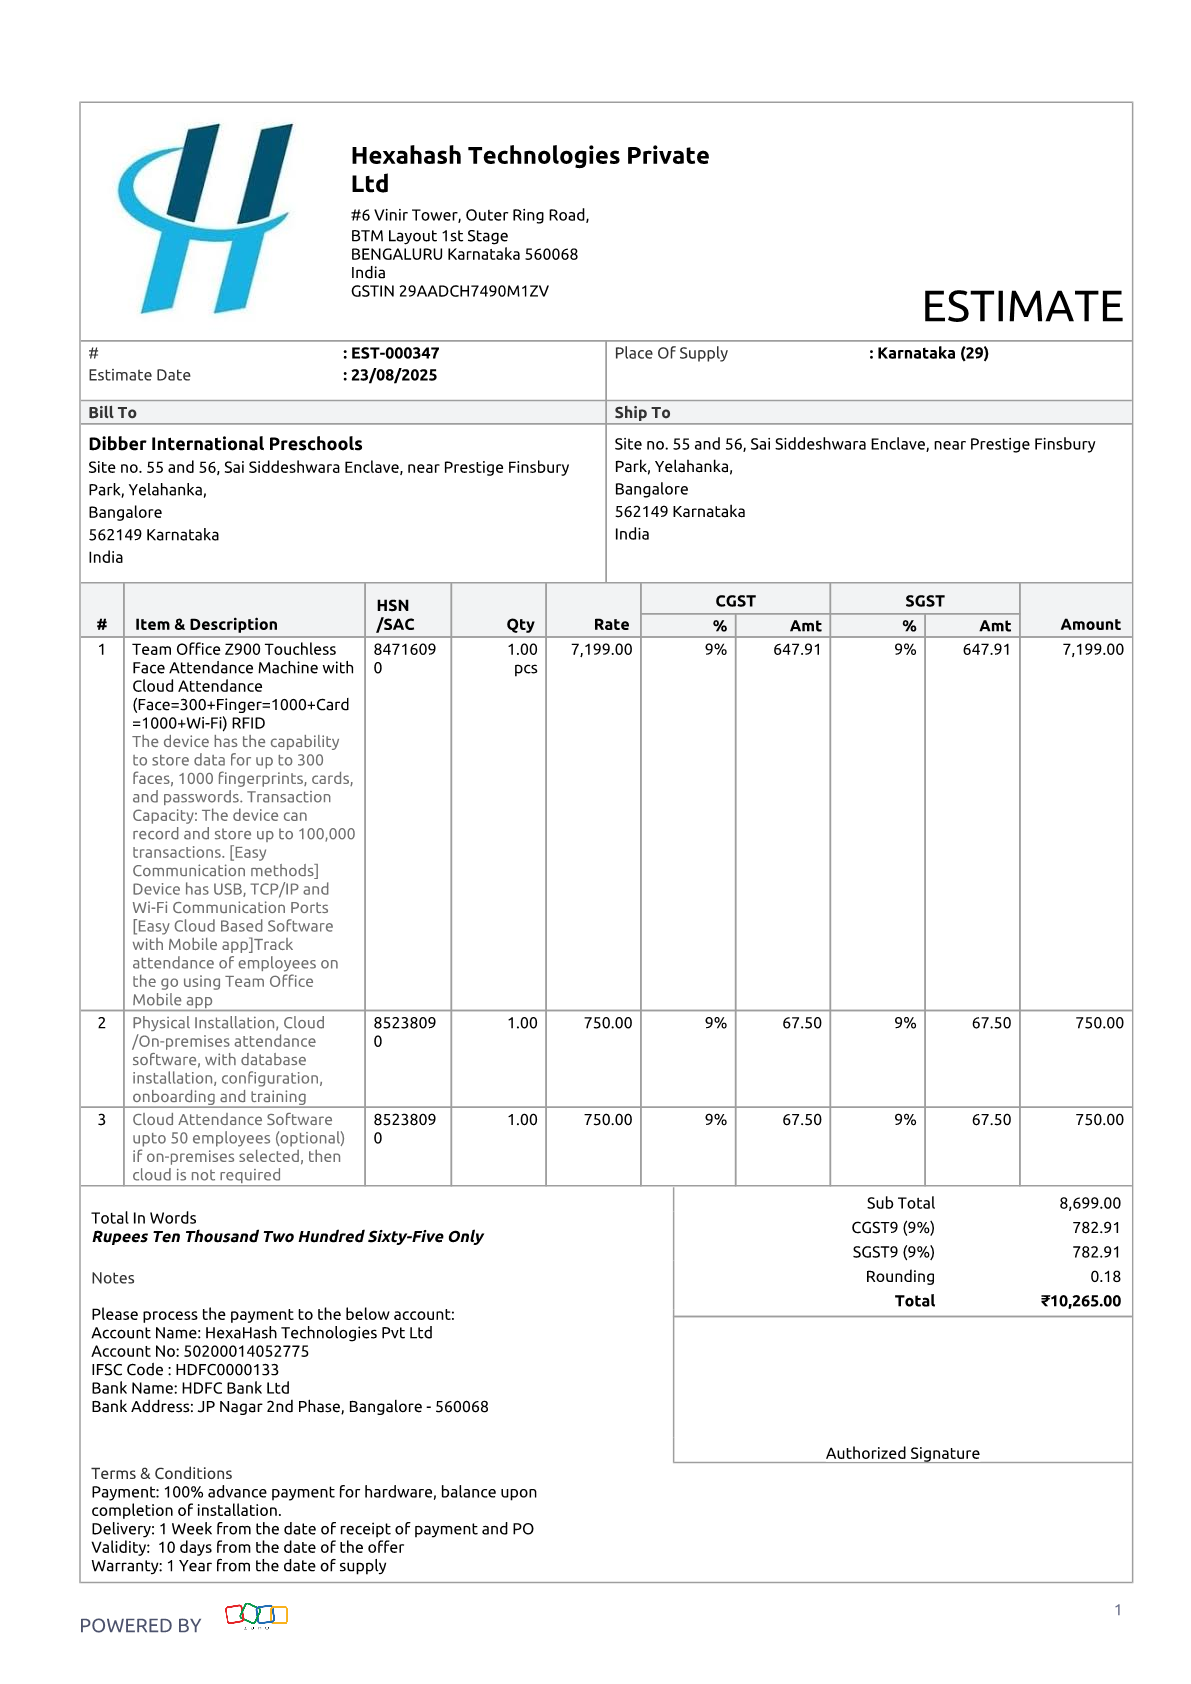 Hexahash Technologies Private
Ltd
#6 Vinir Tower, Outer Ring Road,
BTM Layout 1st Stage
BENGALURU Karnataka 560068
India
GSTIN 29AADCH7490M1ZV
ESTIMATE
# : EST-000347
Estimate Date : 23/08/2025
Place Of Supply : Karnataka (29)
Bill To
Dibber International Preschools
Site no. 55 and 56, Sai Siddeshwara Enclave, near Prestige Finsbury
Park, Yelahanka,
Bangalore
562149 Karnataka
India
Ship To
Site no. 55 and 56, Sai Siddeshwara Enclave, near Prestige Finsbury
Park, Yelahanka,
Bangalore
562149 Karnataka
India
CGST SGST
HSN
# Item & Description /SAC Qty Rate % Amt % Amt Amount
1 Team Office Z900 Touchless 8471609 1.00 7,199.00 9% 647.91 9% 647.91 7,199.00
Face Attendance Machine with 0 pcs
Cloud Attendance
(Face=300+Finger=1000+Card
=1000+Wi-Fi) RFID
The device has the capability
to store data for up to 300
faces, 1000 fingerprints, cards,
and passwords. Transaction
Capacity: The device can
record and store up to 100,000
transactions. [Easy
Communication methods]
Device has USB, TCP/IP and
Wi-Fi Communication Ports
[Easy Cloud Based Software
with Mobile app]Track
attendance of employees on
the go using Team Office
Mobile app
2 Physical Installation, Cloud 8523809 1.00 750.00 9% 67.50 9% 67.50 750.00
/On-premises attendance 0
software, with database
installation, configuration,
onboarding and training
3 Cloud Attendance Software 8523809 1.00 750.00 9% 67.50 9% 67.50 750.00
upto 50 employees (optional) 0
if on-premises selected, then
cloud is not required
Sub Total 8,699.00
CGST9 (9%) 782.91
SGST9 (9%) 782.91
Rounding 0.18
Total ₹10,265.00
Total In Words
Rupees Ten Thousand Two Hundred Sixty-Five Only
Notes
Please process the payment to the below account:
Account Name: HexaHash Technologies Pvt Ltd
Account No: 50200014052775
IFSC Code : HDFC0000133
Bank Name: HDFC Bank Ltd
Bank Address: JP Nagar 2nd Phase, Bangalore - 560068
Authorized Signature
Terms & Conditions
Payment: 100% advance payment for hardware, balance upon
completion of installation.
Delivery: 1 Week from the date of receipt of payment and PO
Validity:  10 days from the date of the offer
Warranty: 1 Year from the date of supply
POWERED BY
1